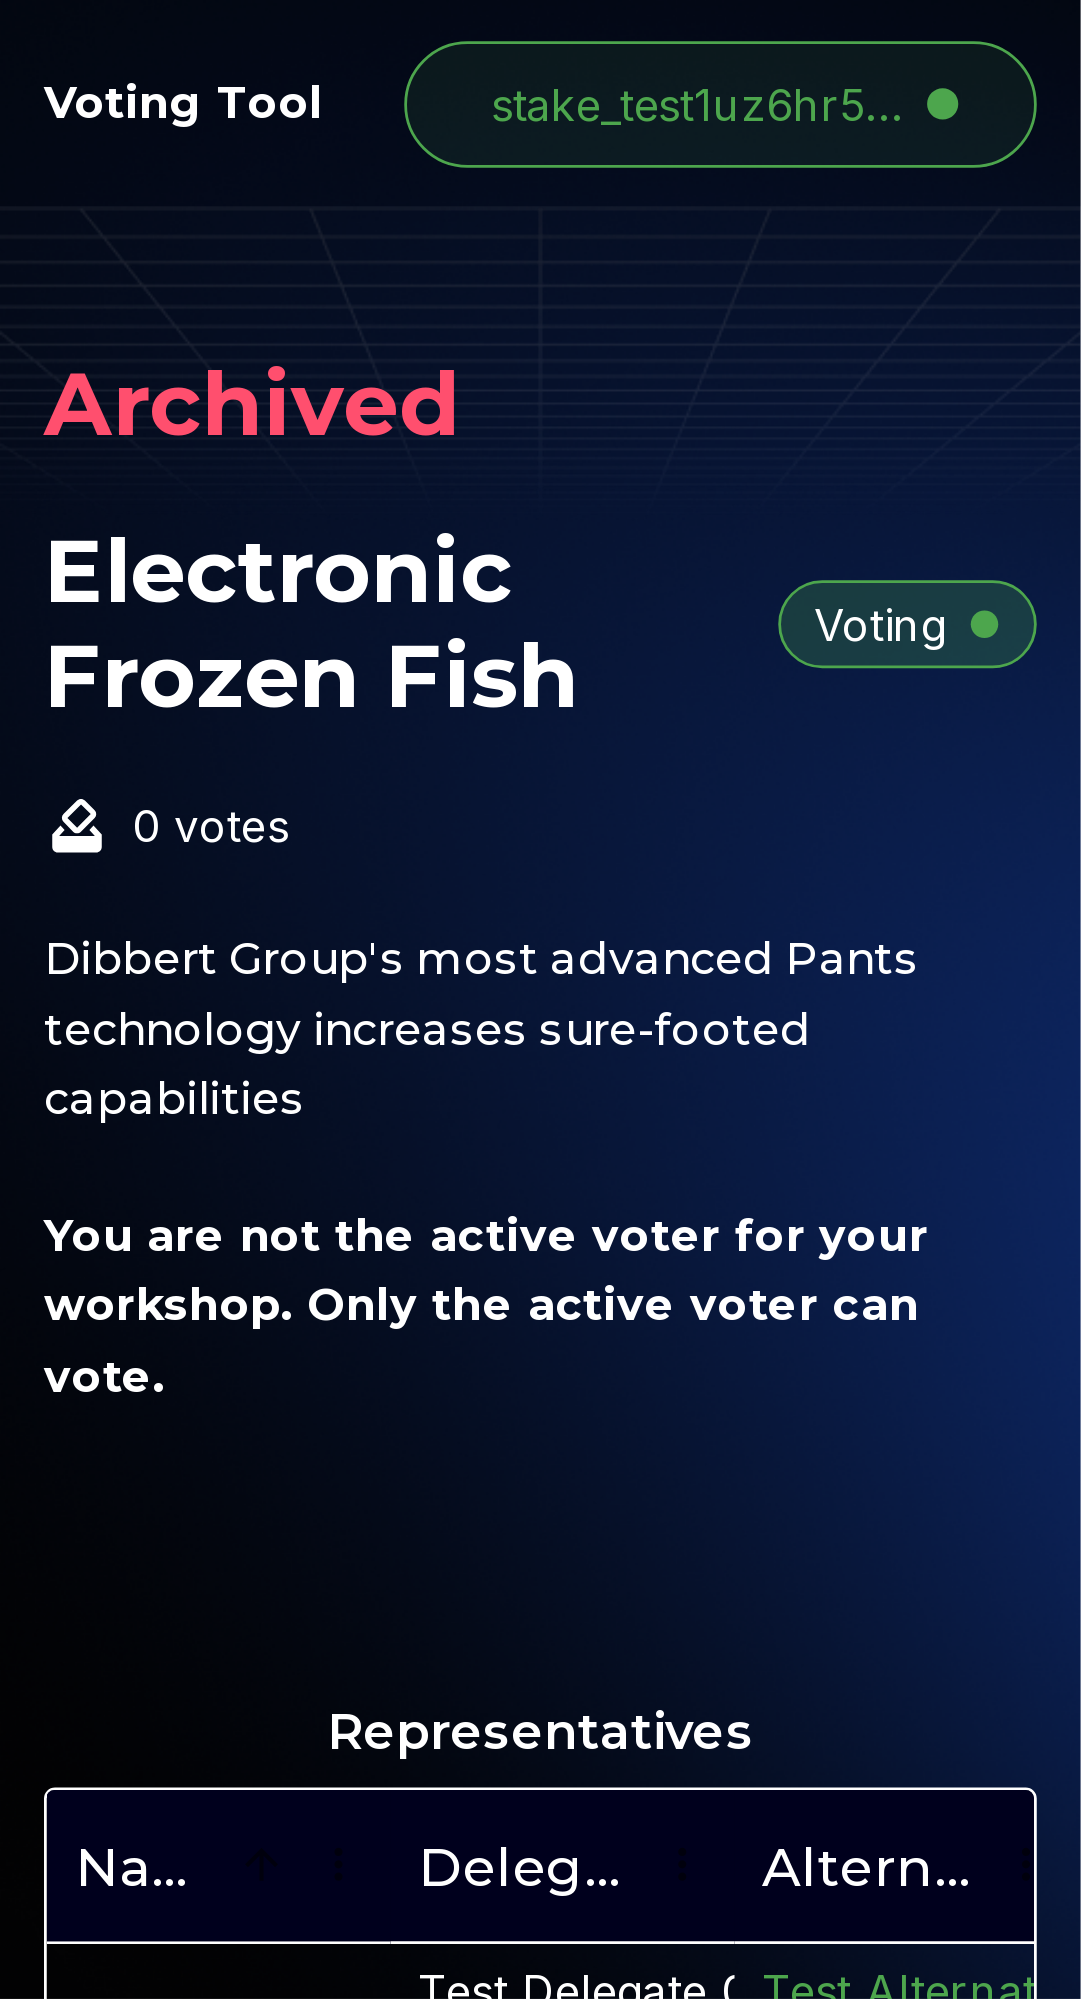 Voting Tool
stake_test1uz6hr5...
Archived
Electronic
Frozen Fish
Voting
0 votes
Dibbert Group's most advanced Pants
technology increases sure-footed
capabilities
You are not the active voter for your
workshop. Only the active voter can
vote.
Representatives
Na... Deleg... Altern...
Test Delegate Test Alternat